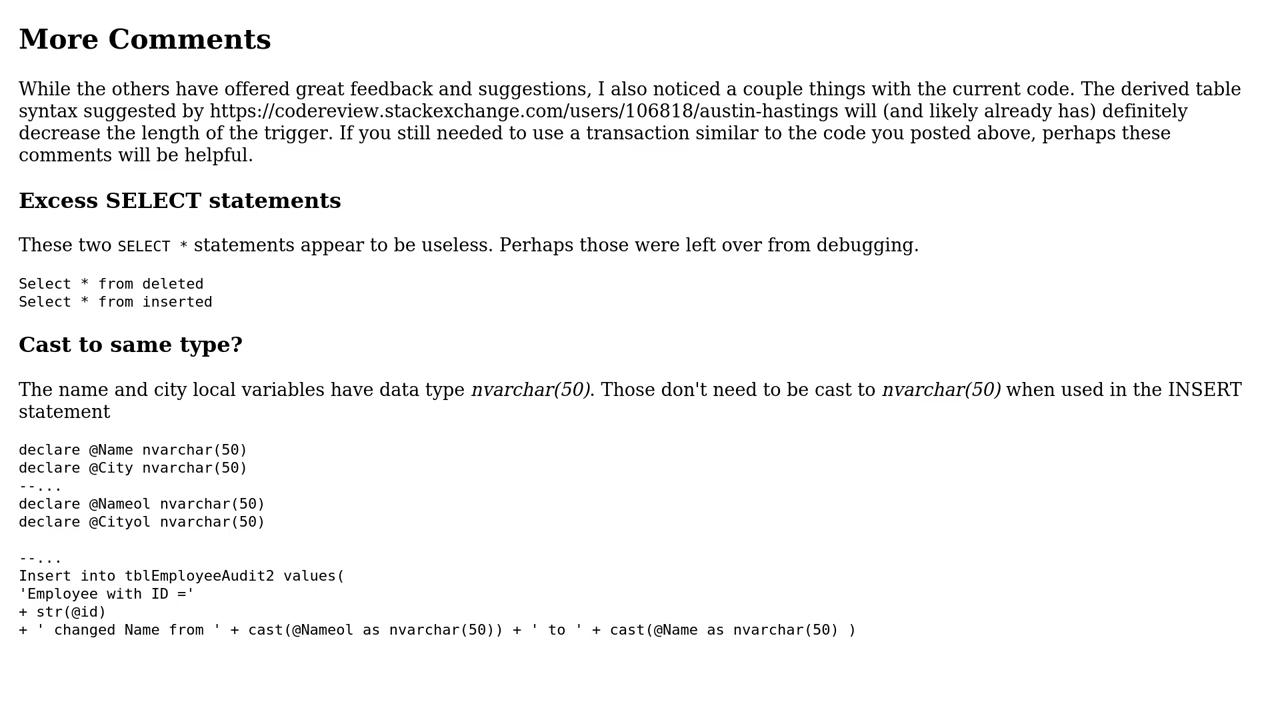 More Comments
While the others have offered great feedback and suggestions, I also noticed a couple things with the current code. The derived table
syntax suggested by https://codereview.stackexchange.com/users/106818/austin-hastings will (and likely already has) definitely
decrease the length of the trigger. If you still needed to use a transaction similar to the code you posted above, perhaps these
comments will be helpful.
Excess SELECT statements
These two SELECT * statements appear to be useless. Perhaps those were left over from debugging.
Select * from deleted
Select * from inserted
Cast to same type?
The name and city local variables have data type nvarchar(50). Those don't need to be cast to nvarchar(50) when used in the INSERT
statement
declare @Name nvarchar(50)
declare @City nvarchar(50)
--...
declare @Nameol nvarchar(50)
declare @Cityol nvarchar(50)
--...
Insert into tblEmployeeAudit2 values(
'Employee with ID ='
+ str(@id)
+ ' changed Name from ' + cast(@Nameol as nvarchar(50)) + ' to ' + cast(@Name as nvarchar(50) )